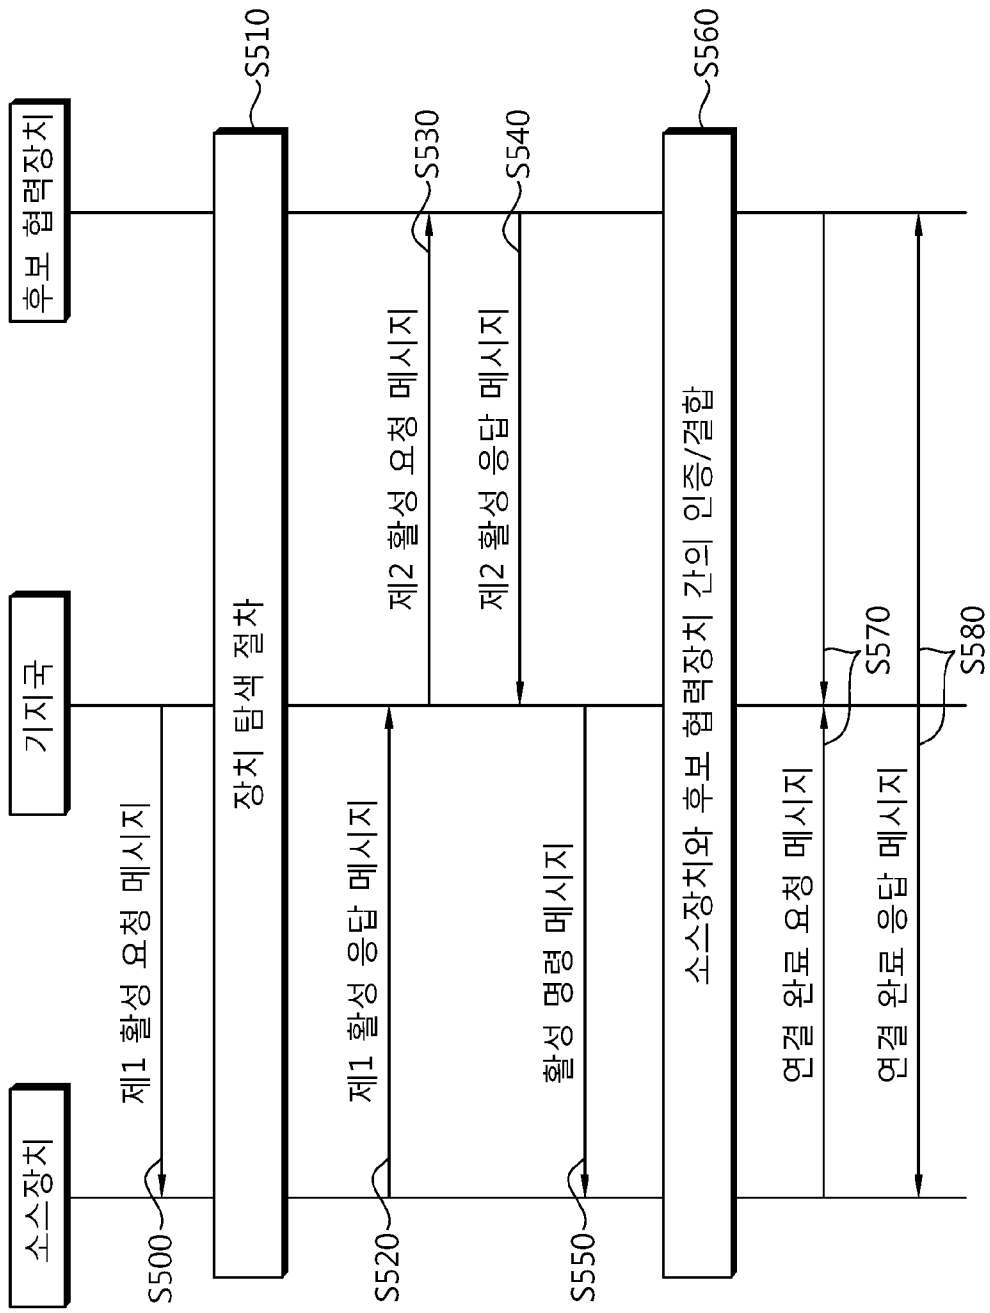 소스장치
기지국
후보 협력장치
제1 활성 요청 메시지
S500
장치 탐색 절차
S510
제1 활성 응답 메시지
S520
제2 활성 요청 메시지
S530
제2 활성 응답 메시지
S540
활성 명령 메시지
S550
소스장치와 후보 협력장치 간의 인증/결합
S560
연결 완료 요청 메시지
S570
연결 완료 응답 메시지
S580